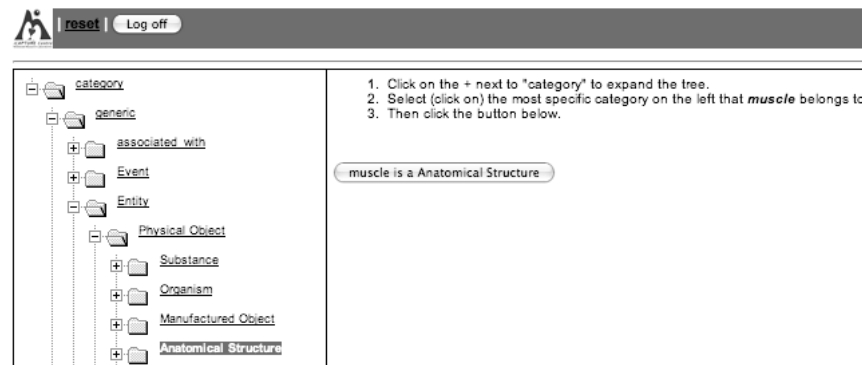 | reset | Log off
category
generic
associated_with
Event
Entity
Physical Object
Substance
Organism
Manufactured Object
Anatomical Structure
1. Click on the + next to "category" to expand the tree.
2. Select (click on) the most specific category on the left that muscle belongs to
3. Then click the button below.
muscle is a Anatomical Structure